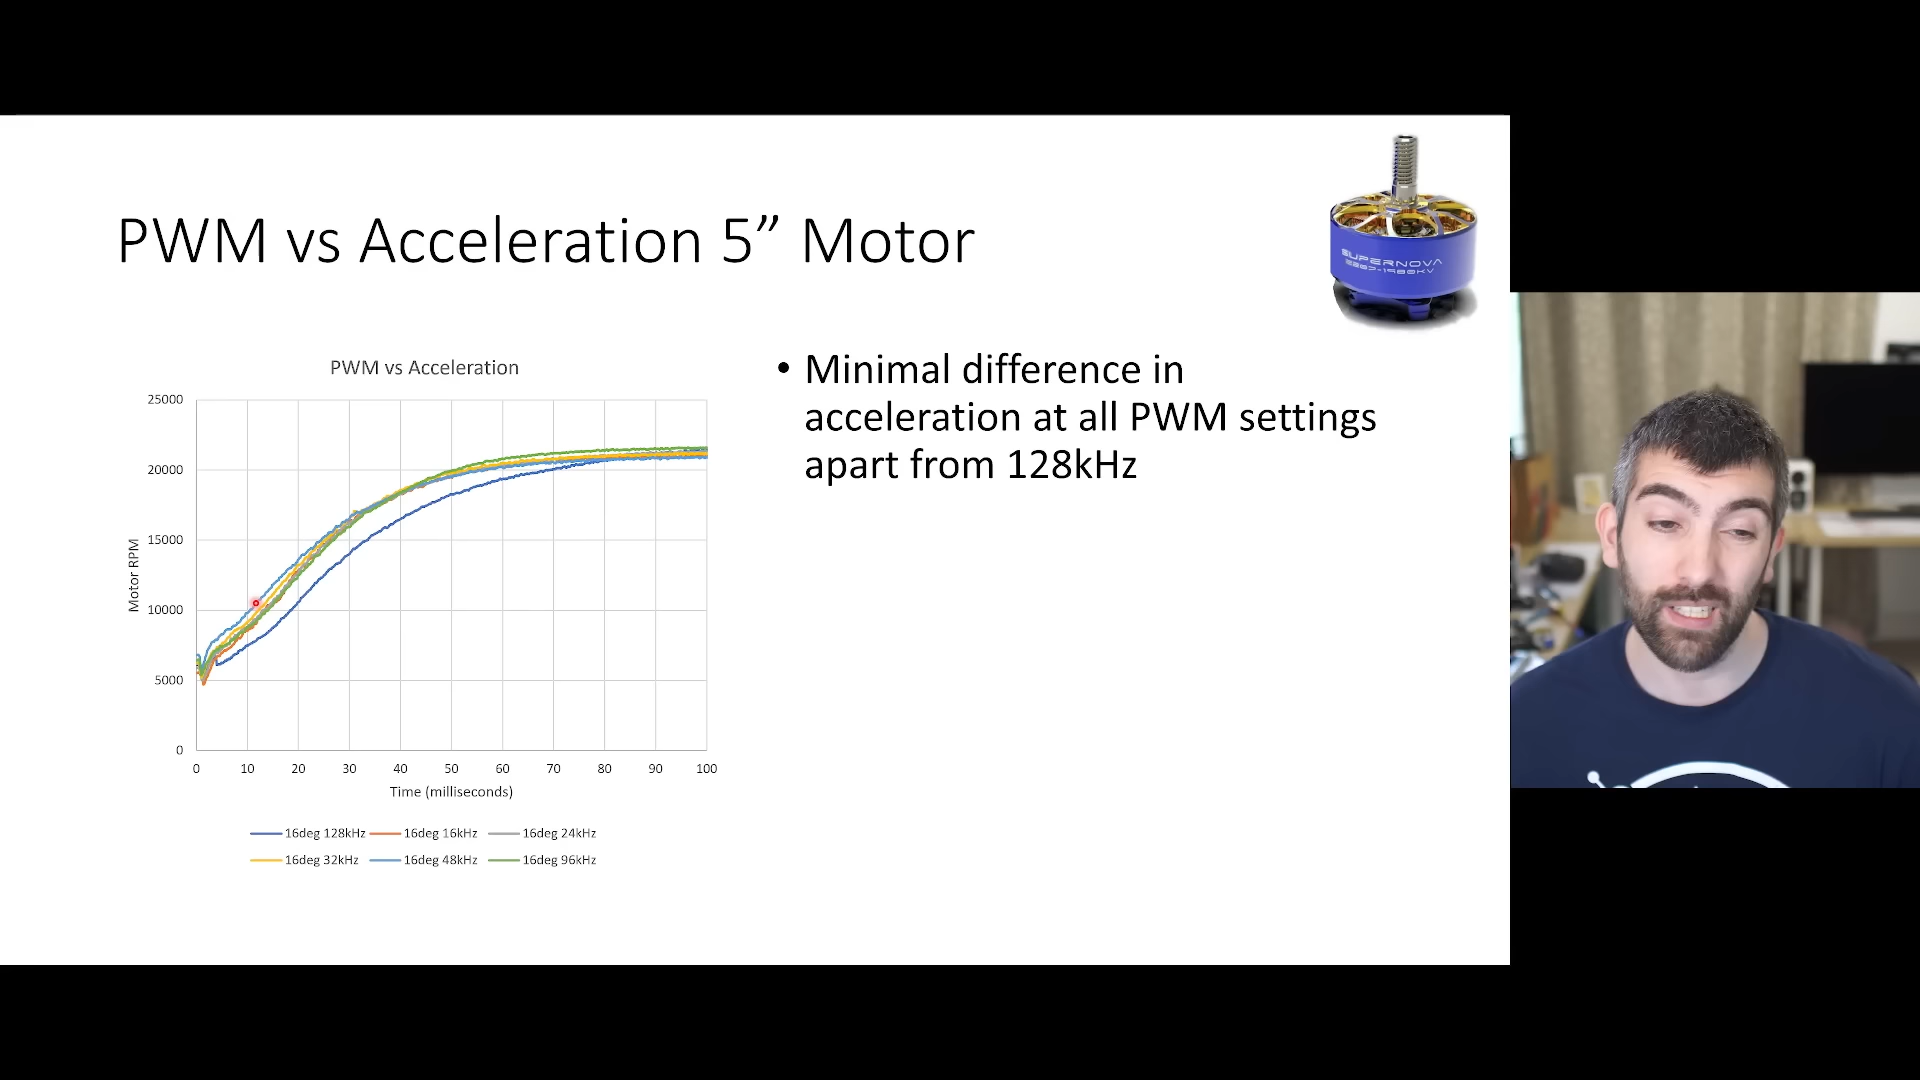 PWM vs Acceleration 5” Motor
SUPERNOVA
2207-1980KV
PWM vs Acceleration
25000
20000
15000
10000
5000
0
Motor RPM
0 10 20 30 40 50 60 70 80 90 100
Time (milliseconds)
16deg 128kHz 16deg 16kHz 16deg 24kHz
16deg 32kHz 16deg 48kHz 16deg 96kHz
• Minimal difference in
acceleration at all PWM settings
apart from 128kHz